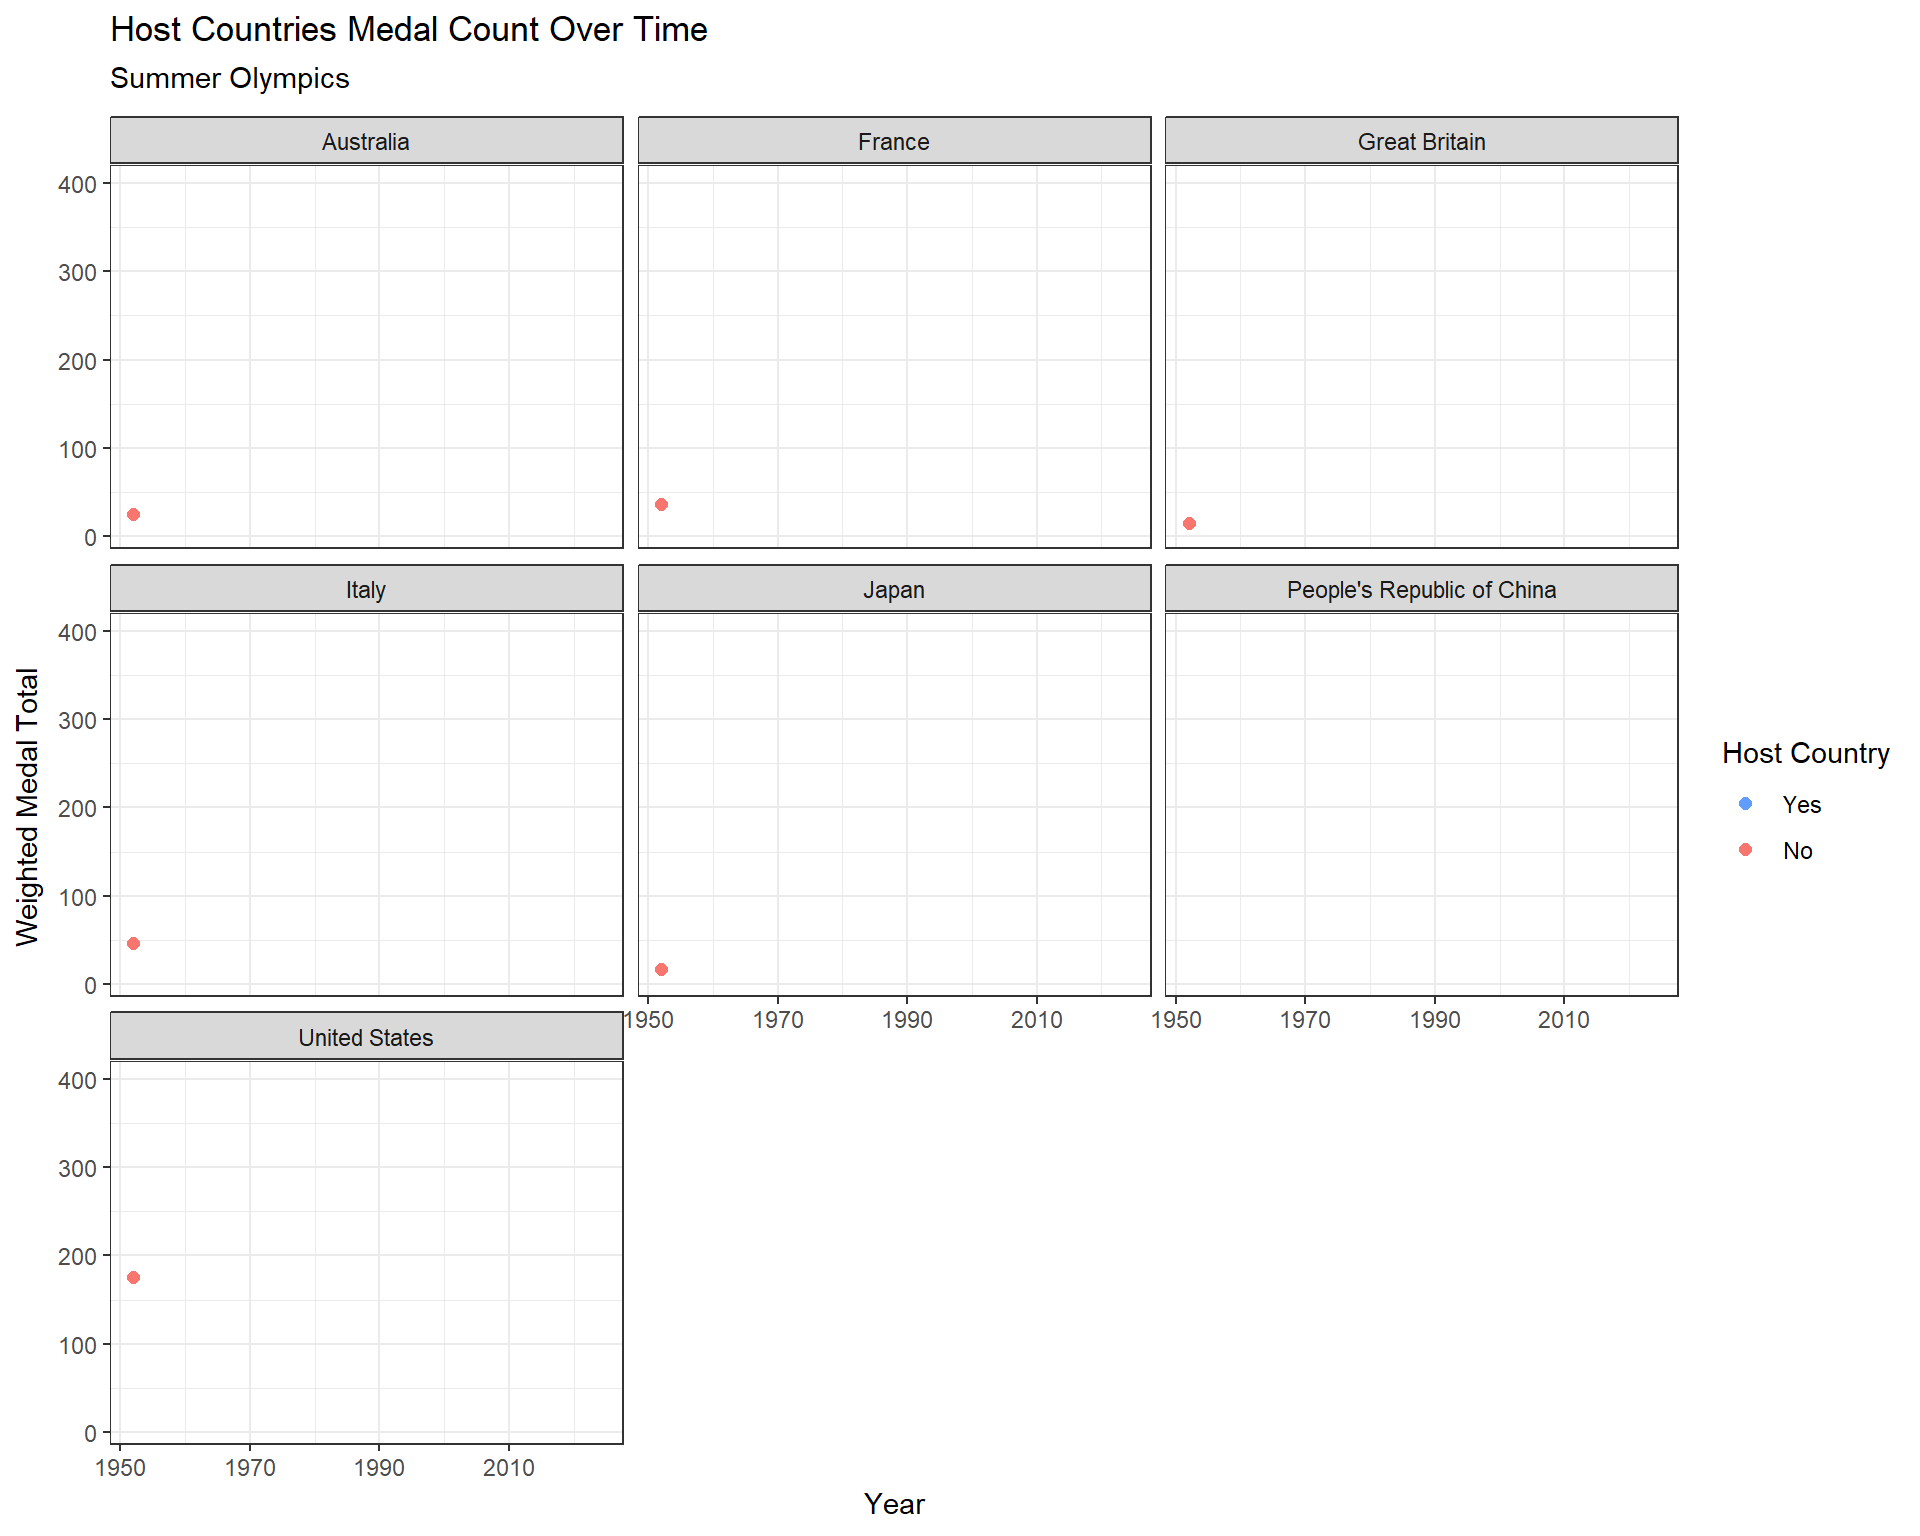 Host Countries Medal Count Over Time
Summer Olympics
Australia
France
Great Britain
400
300
200
100
0
Italy
Japan
People's Republic of China
400
300
200
100
0
1950 1970 1990 2010
1950 1970 1990 2010
United States
400
300
200
100
0
1950 1970 1990 2010
Year
Weighted Medal Total
Host Country
Yes
No